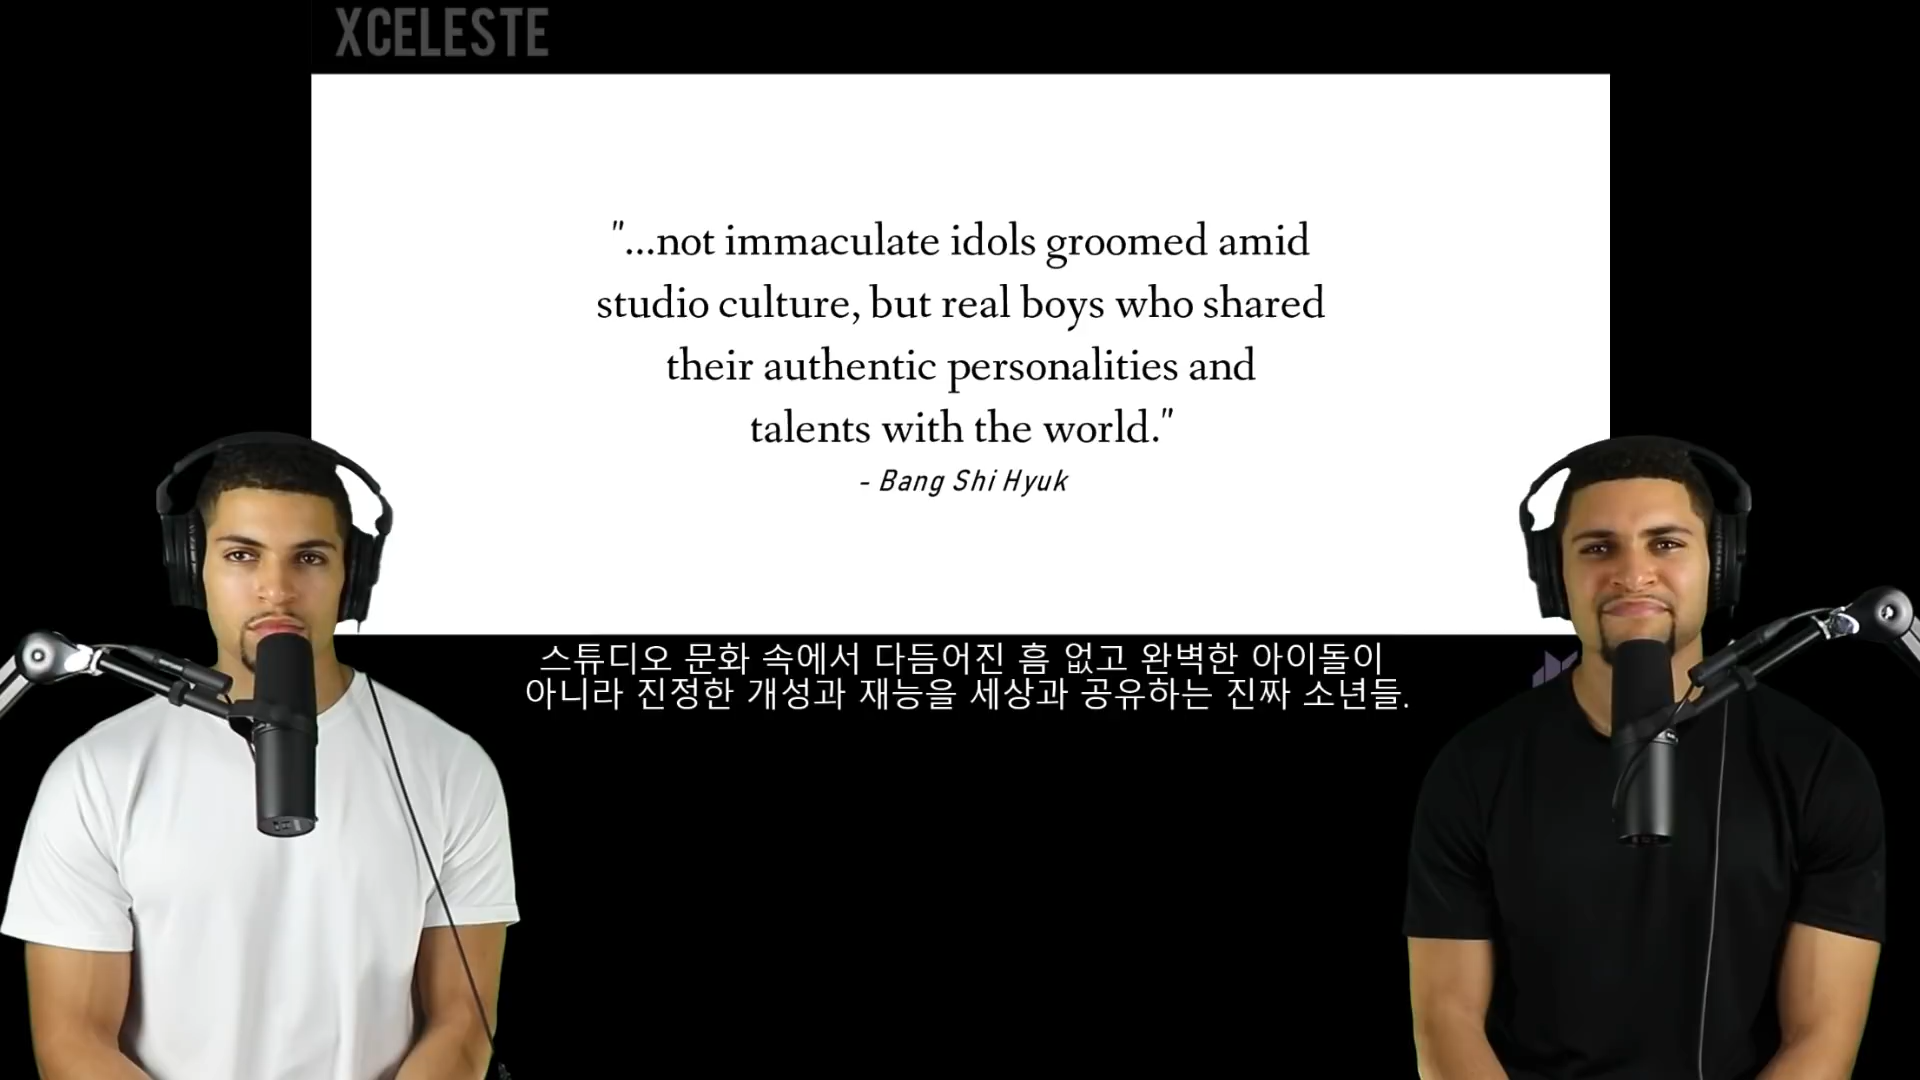 XCELESTE
"...not immaculate idols groomed amid
studio culture, but real boys who shared
their authentic personalities and
talents with the world."
- Bang Shi Hyuk
스튜디오 문화 속에서 다듬어진 흠 없고 완벽한 아이돌이
아니라 진정한 개성과 재능을 세상과 공유하는 진짜 소년들.